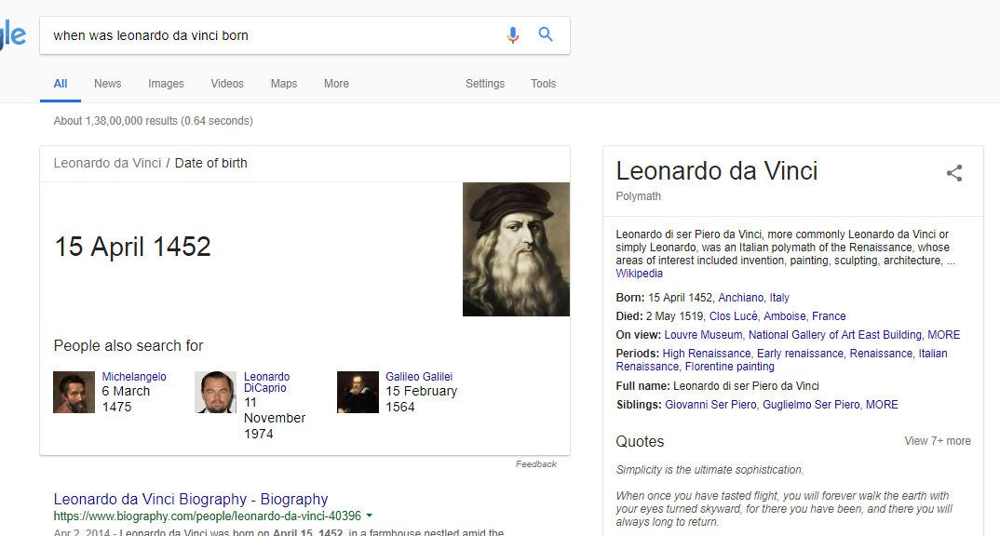 gle
when was leonardo da vinci born
All News Images Videos Maps More Settings Tools
About 1,38,00,000 results (0.64 seconds)
Leonardo da Vinci / Date of birth
15 April 1452
People also search for
Michelangelo
6 March
1475
Leonardo
DiCaprio
11
November
1974
Galileo Galilei
15 February
1564
Feedback
Leonardo da Vinci Biography - Biography
https://www.biography.com/people/leonardo-da-vinci-40396
Apr 2, 2014 - Leonardo da Vinci was born on April 15, 1452, in a farmhouse nestled amid the
Leonardo da Vinci
Polymath
Leonardo di ser Piero da Vinci, more commonly Leonardo da Vinci or
simply Leonardo, was an Italian polymath of the Renaissance, whose
areas of interest included invention, painting, sculpting, architecture, ...
Wikipedia
Born: 15 April 1452, Anchiano, Italy
Died: 2 May 1519, Clos Lucé, Amboise, France
On view: Louvre Museum, National Gallery of Art East Building, MORE
Periods: High Renaissance, Early renaissance, Renaissance, Italian
Renaissance, Florentine painting
Full name: Leonardo di ser Piero da Vinci
Siblings: Giovanni Ser Piero, Guglielmo Ser Piero, MORE
Quotes View 7+ more
Simplicity is the ultimate sophistication.
When once you have tasted flight, you will forever walk the earth with
your eyes turned skyward, for there you have been, and there you will
always long to return.